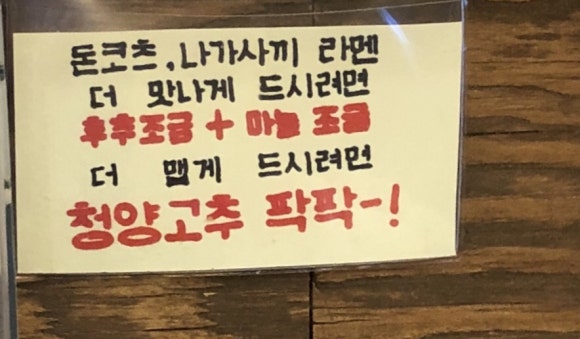 돈코츠,나가사끼 라멘
더 맛나게 드시려면
후추조금 + 마늘 조금
더 맵게 드시려면
청양고추 팍팍~!